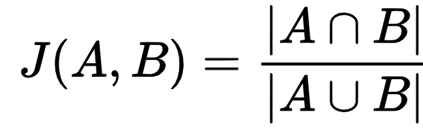 J(A, B) = |A ∩ B| / |A ∪ B|